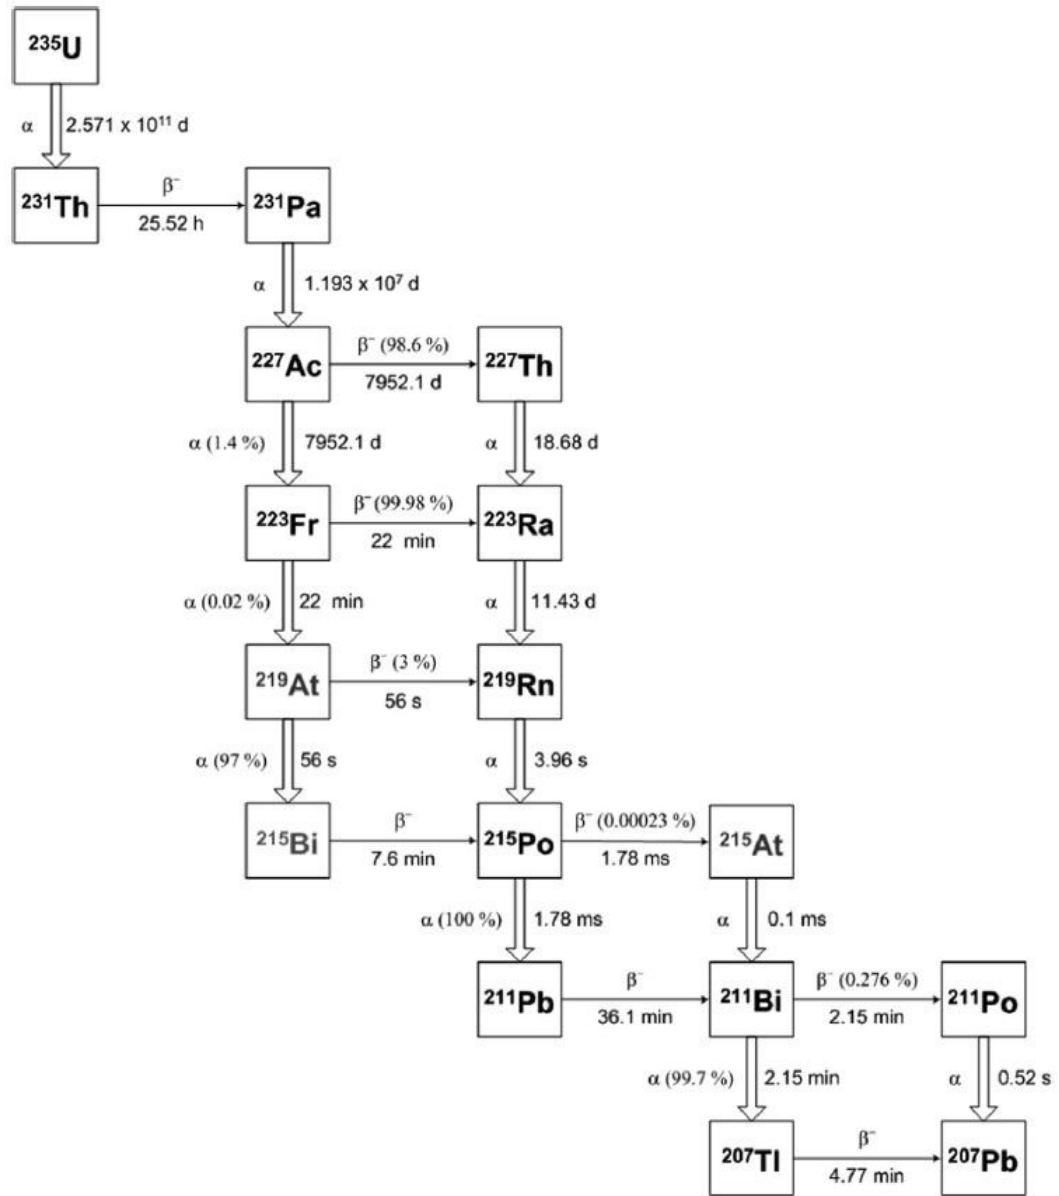 ²³⁵U
α 2.571 x 10¹¹ d
β⁻
²³¹Th ²³¹Pa
25.52 h
α 1.193 x 10⁷ d
β⁻ (98.6 %)
²²⁷Ac ²²⁷Th
7952.1 d
α (1.4 %) 7952.1 d α 18.68 d
β⁻ (99.98 %)
²²³Fr ²²³Ra
22 min
α (0.02 %) 22 min α 11.43 d
β⁻ (3 %)
²¹⁹At ²¹⁹Rn
56 s
α (97 %) 56 s α 3.96 s
β⁻ β⁻ (0.00023 %)
²¹⁵Bi ²¹⁵Po ²¹⁵At
7.6 min 1.78 ms
α (100 %) 1.78 ms α 0.1 ms
β⁻ β⁻ (0.276 %)
²¹¹Pb ²¹¹Bi ²¹¹Po
36.1 min 2.15 min
α (99.7 %) 2.15 min α 0.52 s
β⁻
²⁰⁷Tl ²⁰⁷Pb
4.77 min